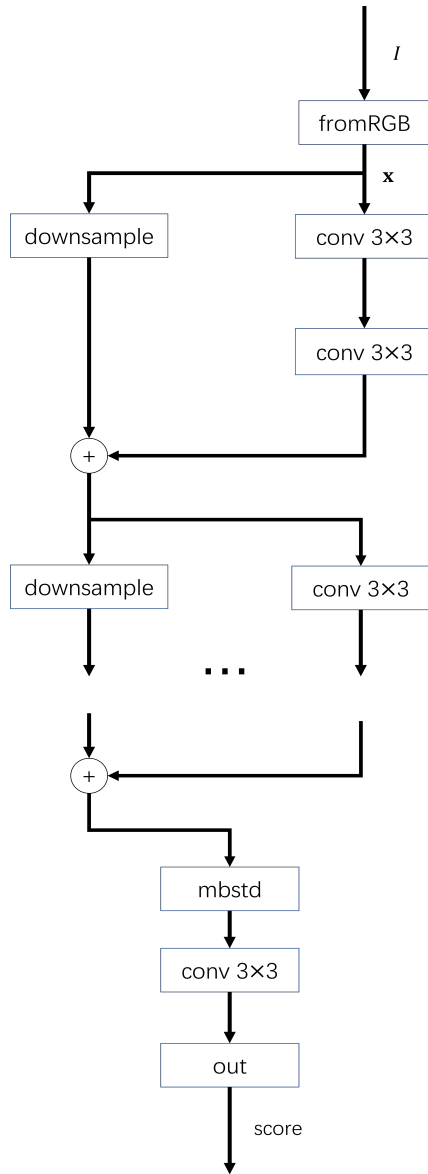 I
fromRGB
x
downsample
conv 3×3
conv 3×3
+
downsample
conv 3×3
...
+
mbstd
conv 3×3
out
score